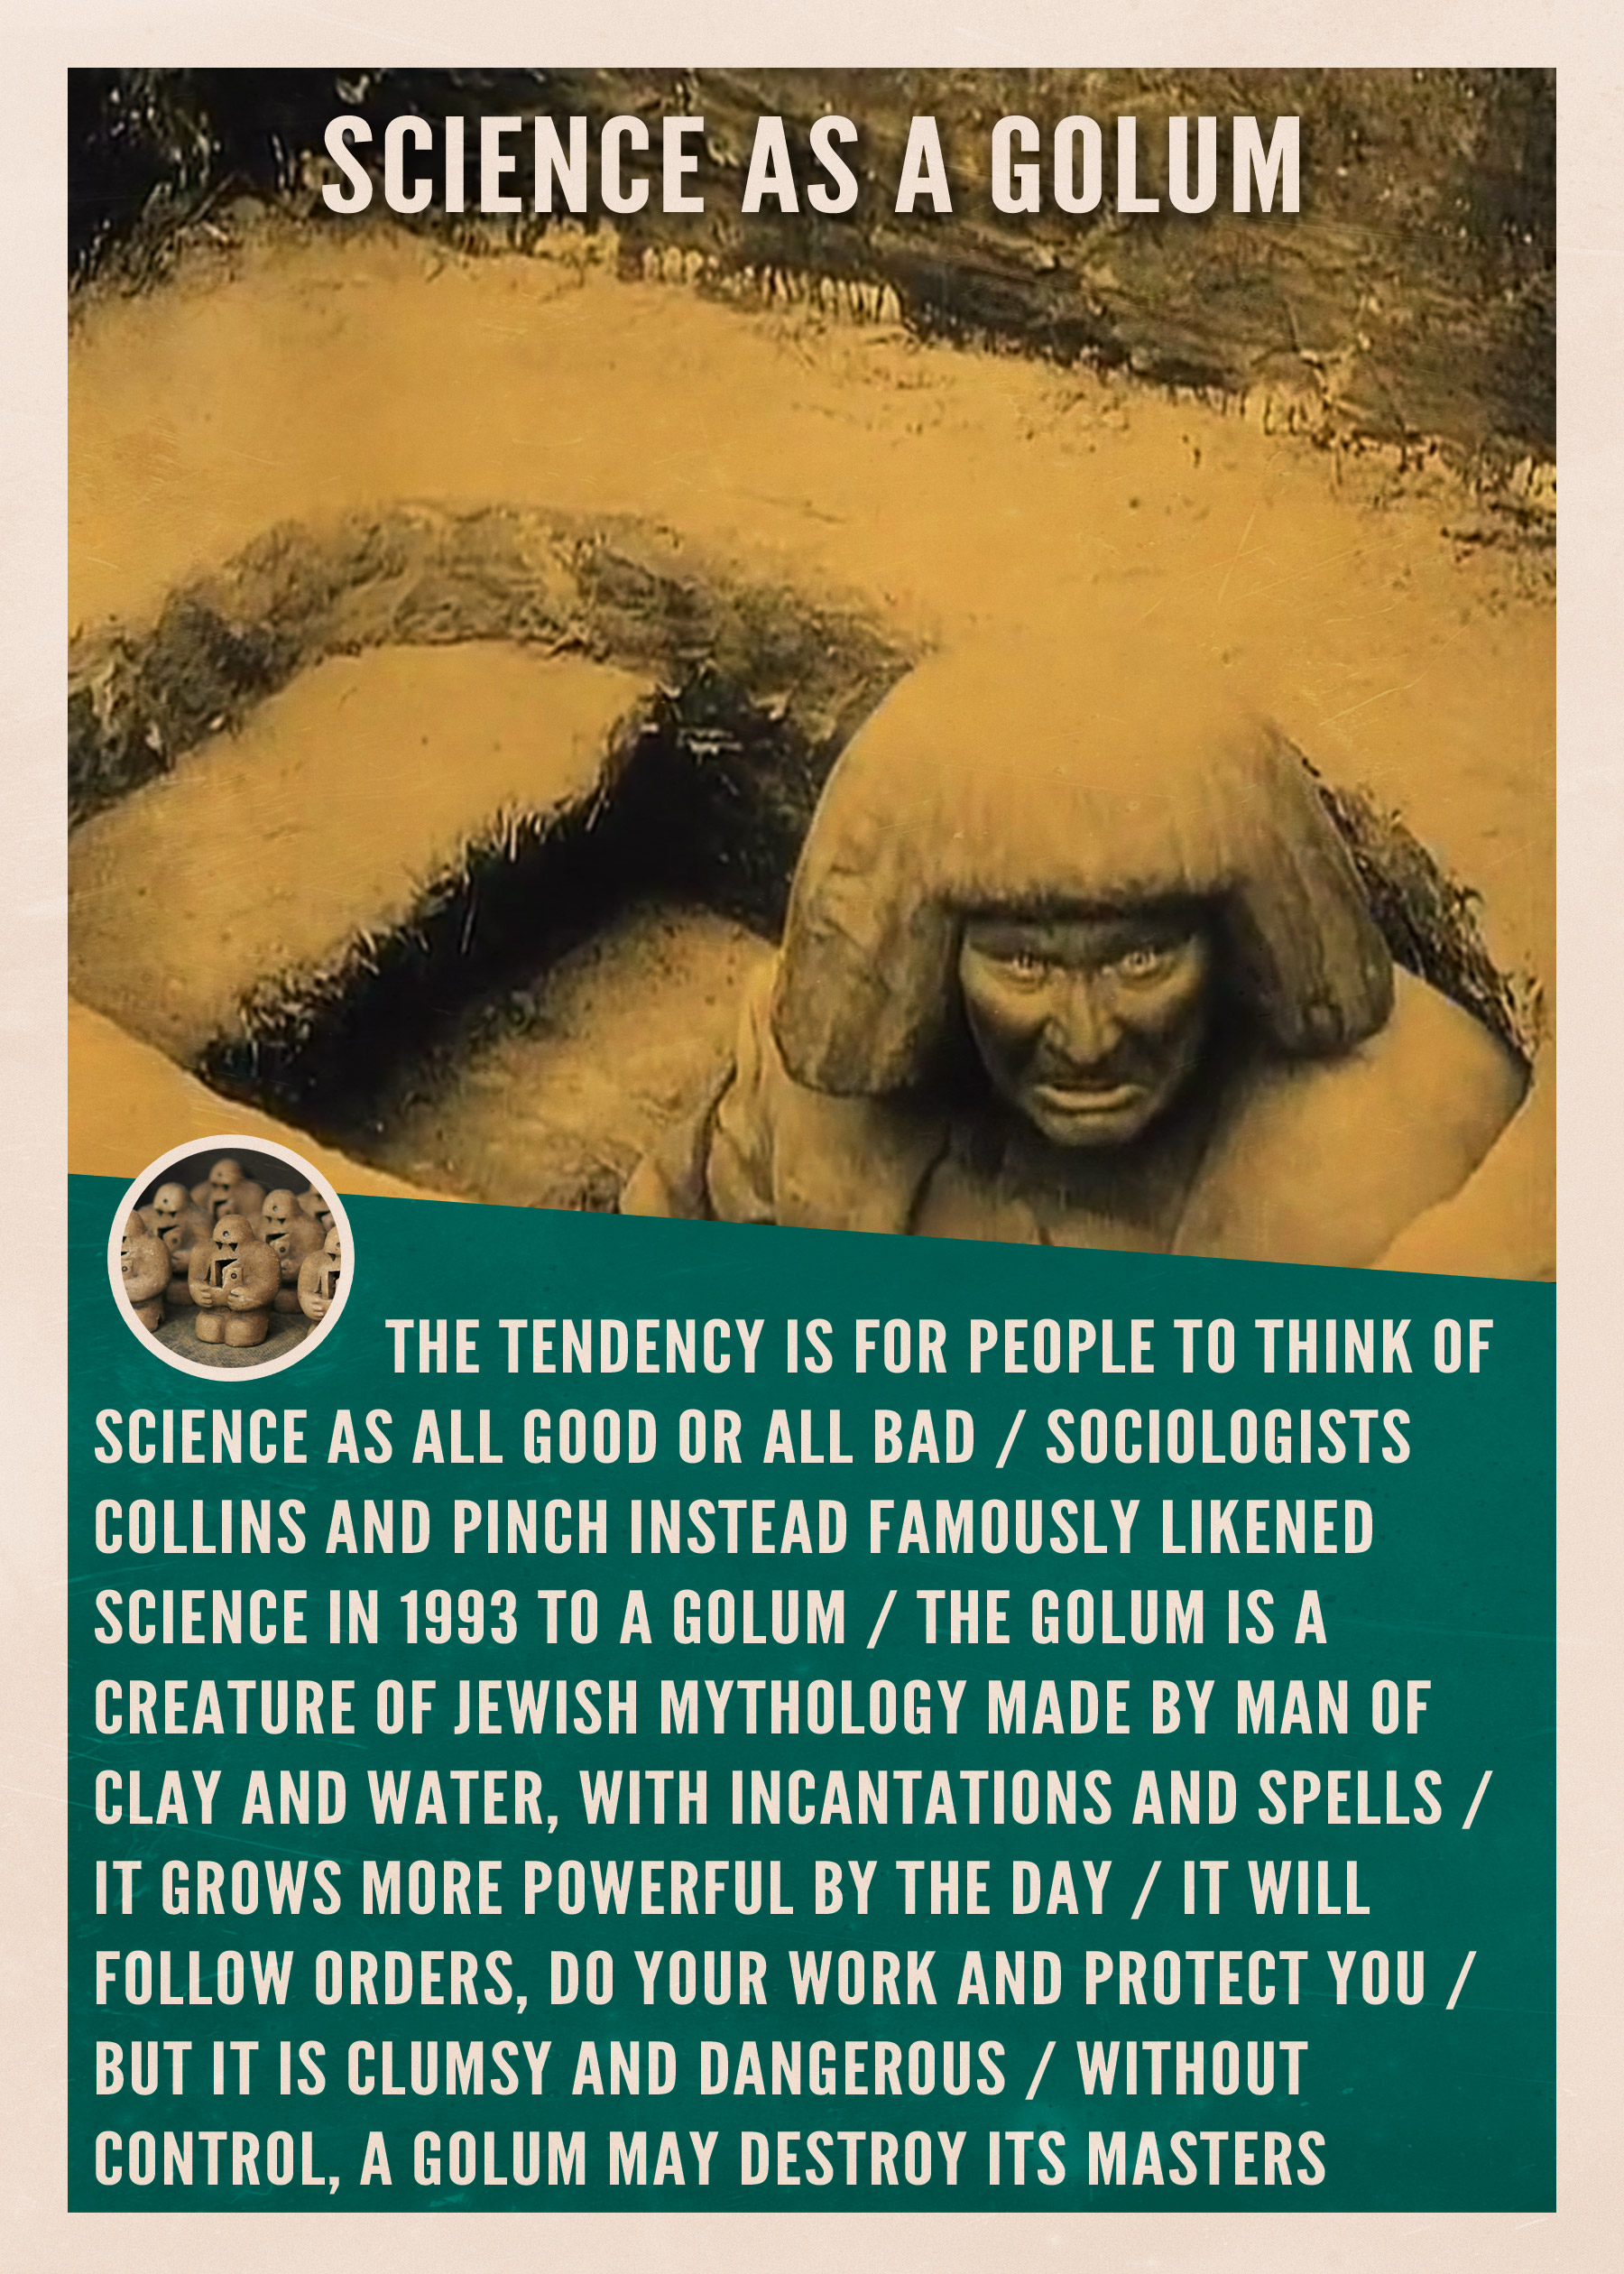 SCIENCE AS A GOLUM
THE TENDENCY IS FOR PEOPLE TO THINK OF
SCIENCE AS ALL GOOD OR ALL BAD / SOCIOLOGISTS
COLLINS AND PINCH INSTEAD FAMOUSLY LIKENED
SCIENCE IN 1993 TO A GOLUM / THE GOLUM IS A
CREATURE OF JEWISH MYTHOLOGY MADE BY MAN OF
CLAY AND WATER, WITH INCANTATIONS AND SPELLS /
IT GROWS MORE POWERFUL BY THE DAY / IT WILL
FOLLOW ORDERS, DO YOUR WORK AND PROTECT YOU /
BUT IT IS CLUMSY AND DANGEROUS / WITHOUT
CONTROL, A GOLUM MAY DESTROY ITS MASTERS